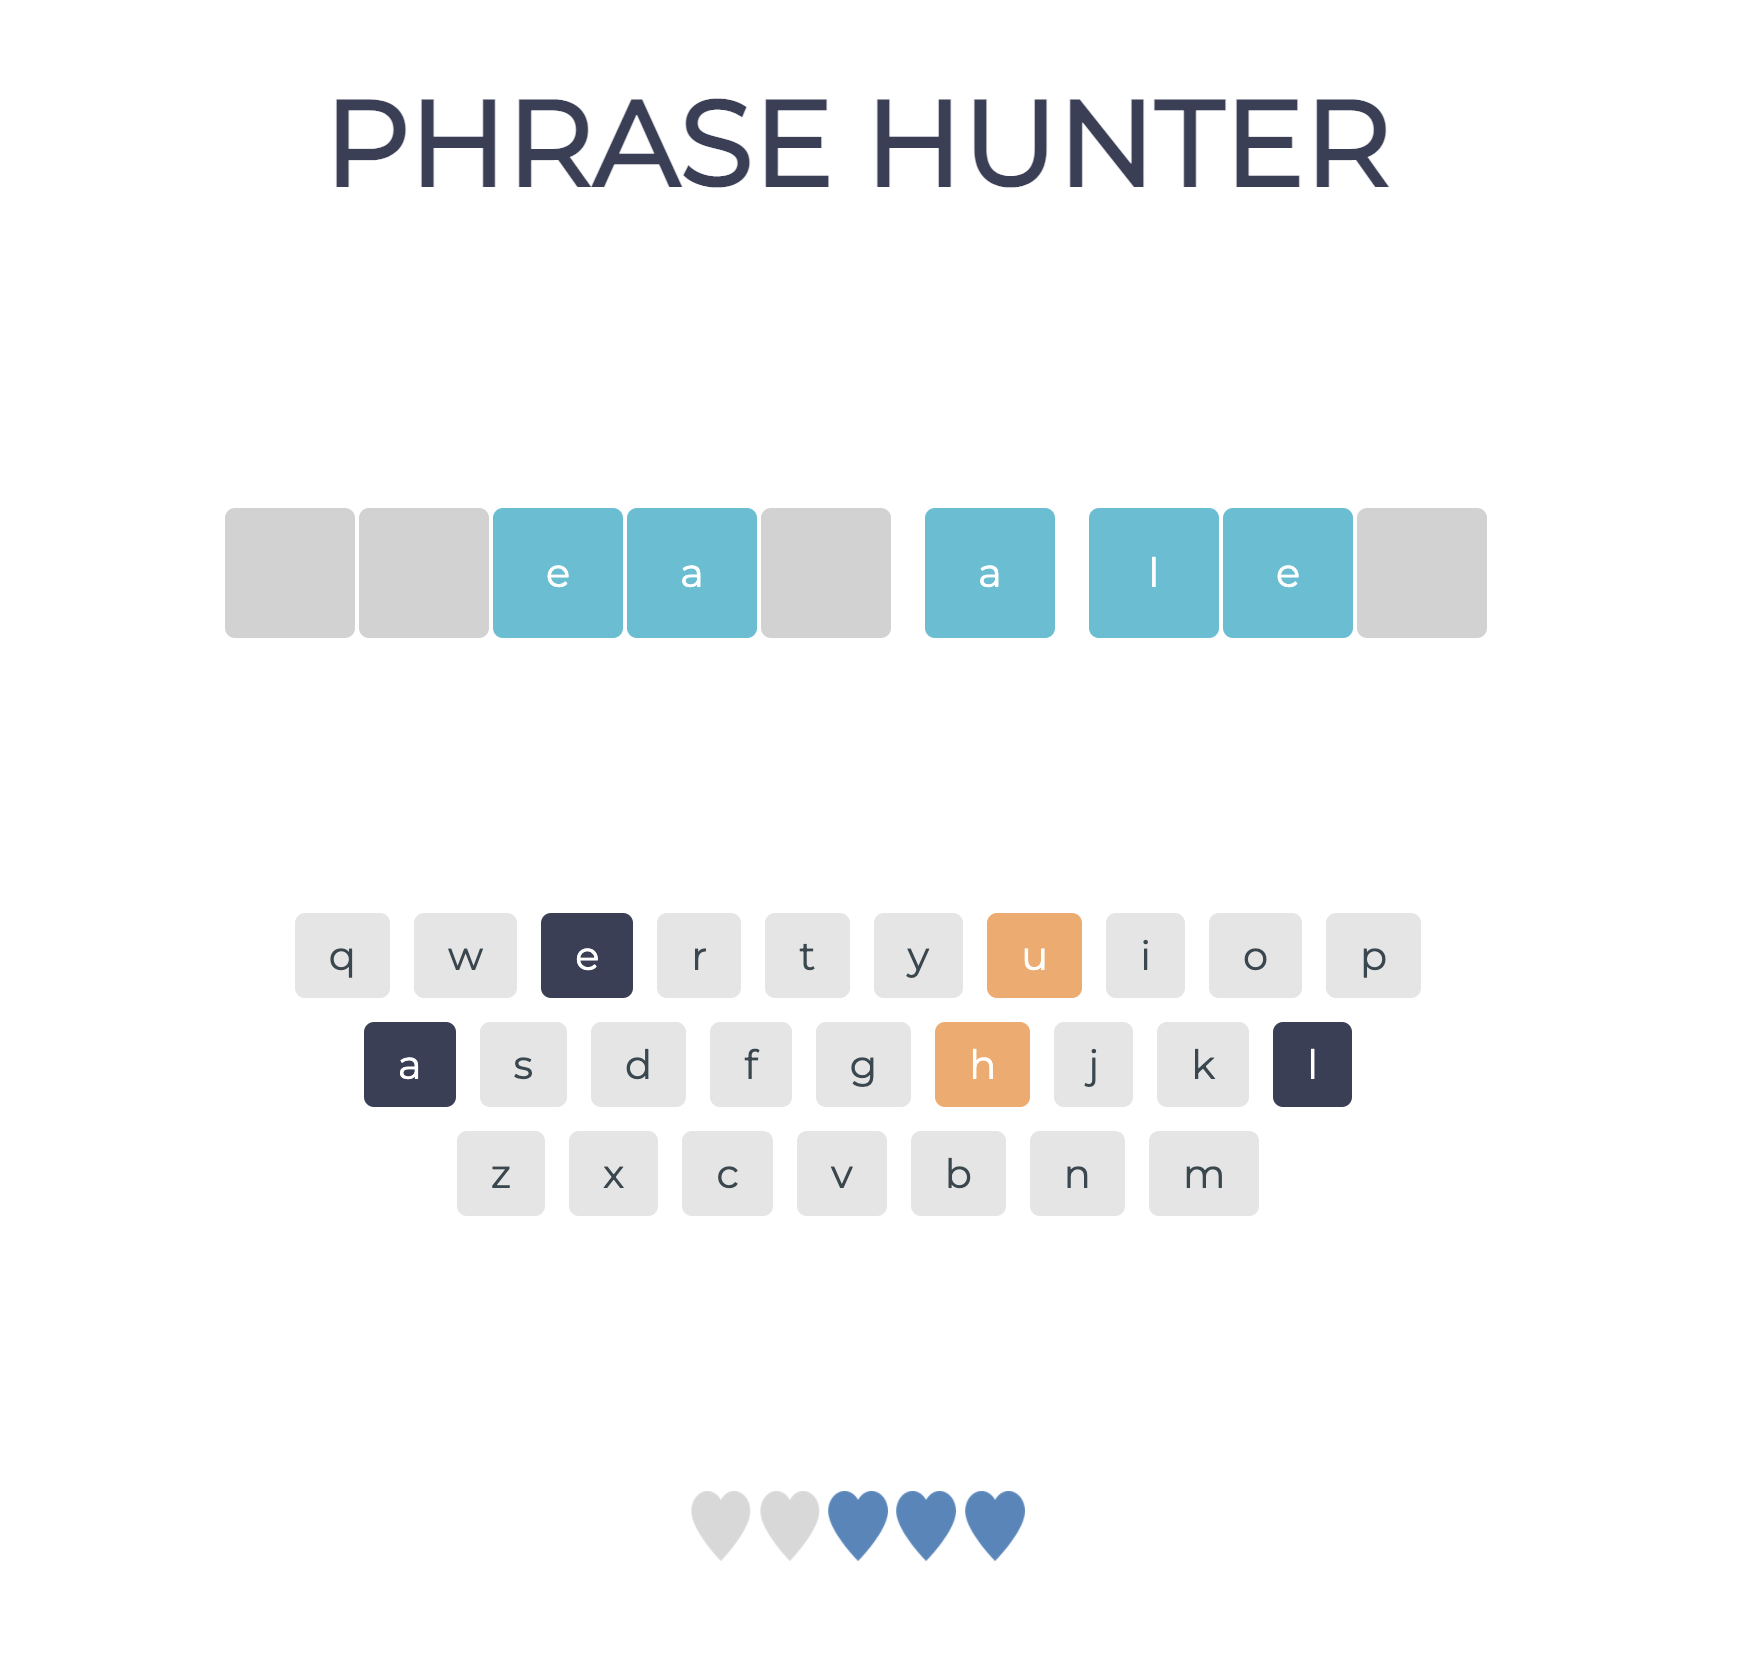 PHRASE HUNTER
e a a l e
q w e r t y u i o p
a s d f g h j k l
z x c v b n m